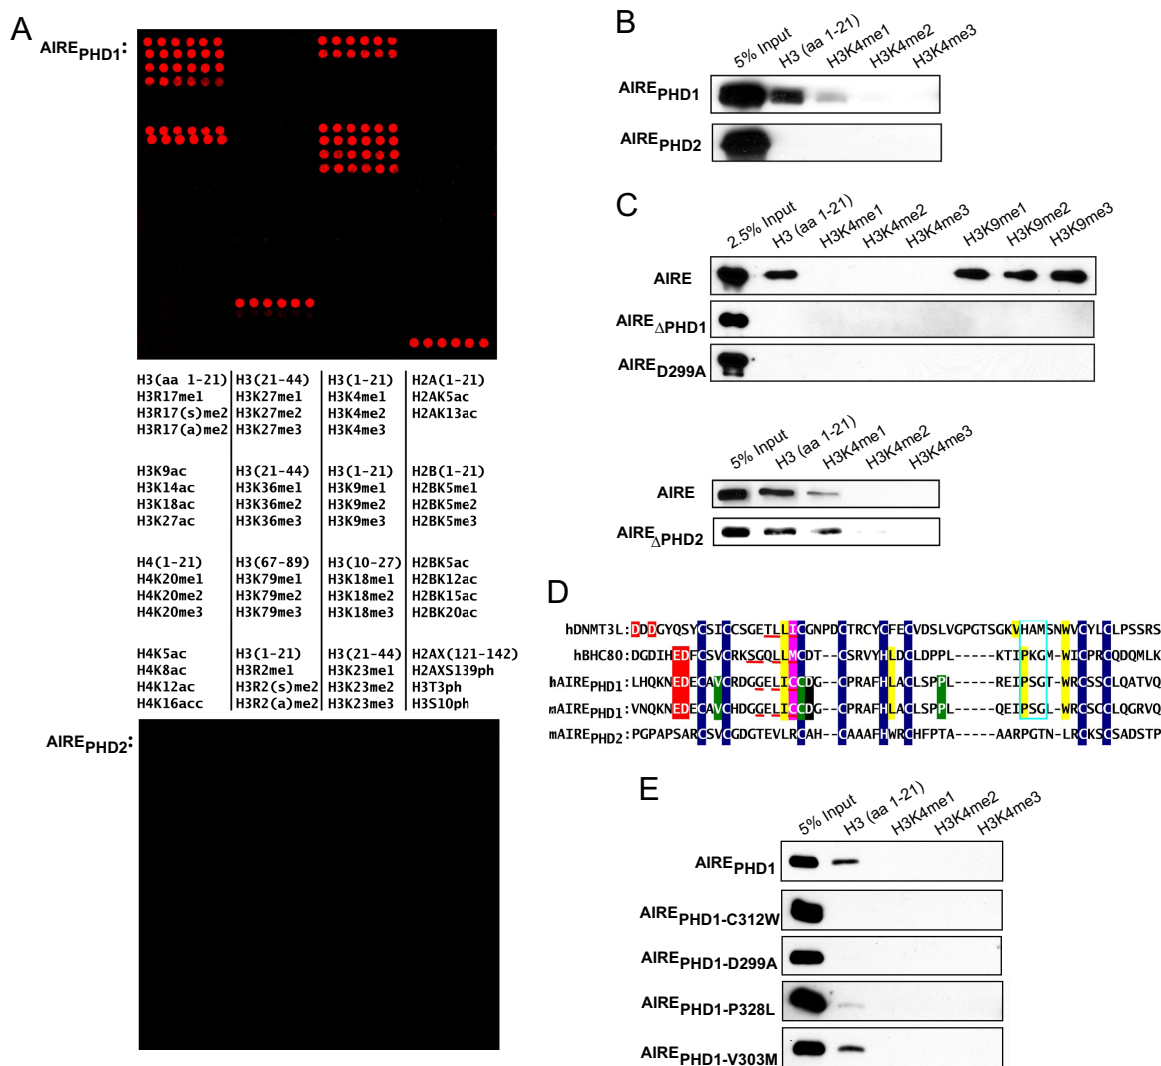 A
AIREPHD1:
H3(aa 1-21) H3(21-44) H3(1-21) H2A(1-21)
H3R17me1 H3K27me1 H3K4me1 H2AK5ac
H3R17(s)me2 H3K27me2 H3K4me2 H2AK13ac
H3R17(a)me2 H3K27me3 H3K4me3
H3K9ac H3(21-44) H3(1-21) H2B(1-21)
H3K14ac H3K36me1 H3K9me1 H2BK5me1
H3K18ac H3K36me2 H3K9me2 H2BK5me2
H3K27ac H3K36me3 H3K9me3 H2BK5me3
H4(1-21) H3(67-89) H3(10-27) H2BK5ac
H4K20me1 H3K79me1 H3K18me1 H2BK12ac
H4K20me2 H3K79me2 H3K18me2 H2BK15ac
H4K20me3 H3K79me3 H3K18me3 H2BK20ac
H4K5ac H3(1-21) H3(21-44) H2AX(121-142)
H4K8ac H3R2me1 H3K23me1 H2AXS139ph
H4K12ac H3R2(s)me2 H3K23me2 H3T3ph
H4K16acc H3R2(a)me2 H3K23me3 H3S10ph
AIREPHD2:
B
5% Input H3 (aa 1-21) H3K4me1 H3K4me2 H3K4me3
AIREPHD1
AIREPHD2
C
2.5% Input H3 (aa 1-21) H3K4me1 H3K4me2 H3K4me3 H3K9me1 H3K9me2 H3K9me3
AIRE
AIREΔPHD1
AIRED299A
5% Input H3 (aa 1-21) H3K4me1 H3K4me2 H3K4me3
AIRE
AIREΔPHD2
D
hDNMT3L:DDDGYQSYCSICCSGETLLICGNPDCTRCYCFECVDSLVGPGTSGKVHAMSNWVCYLCLPSSRS
hBHC80:DGDIHEDFCSVCRKSGQLLMCDT--CSRVYHLDCLDPPL-----KTIPKGM-WICPRCQDQMLK
hAIREPHD1:LHQKNEDECAVCRDGGELICCDG--CPRAFHLACLSPPL-----REIPSGT-WRCSSCLQATVQ
mAIREPHD1:VNQKNEDECAVCHDGGELICCDG--CPRAFHLACLSPPL-----QEIPSGL-WRCSCCLQGRVQ
mAIREPHD2:PGPAPSARCSVCGDGTEVLRCAH--CAAAFHWRCHFPTA-----AARPGTN-LRCKSCSADSTP
E
5% Input H3 (aa 1-21) H3K4me1 H3K4me2 H3K4me3
AIREPHD1
AIREPHD1-C312W
AIREPHD1-D299A
AIREPHD1-P328L
AIREPHD1-V303M